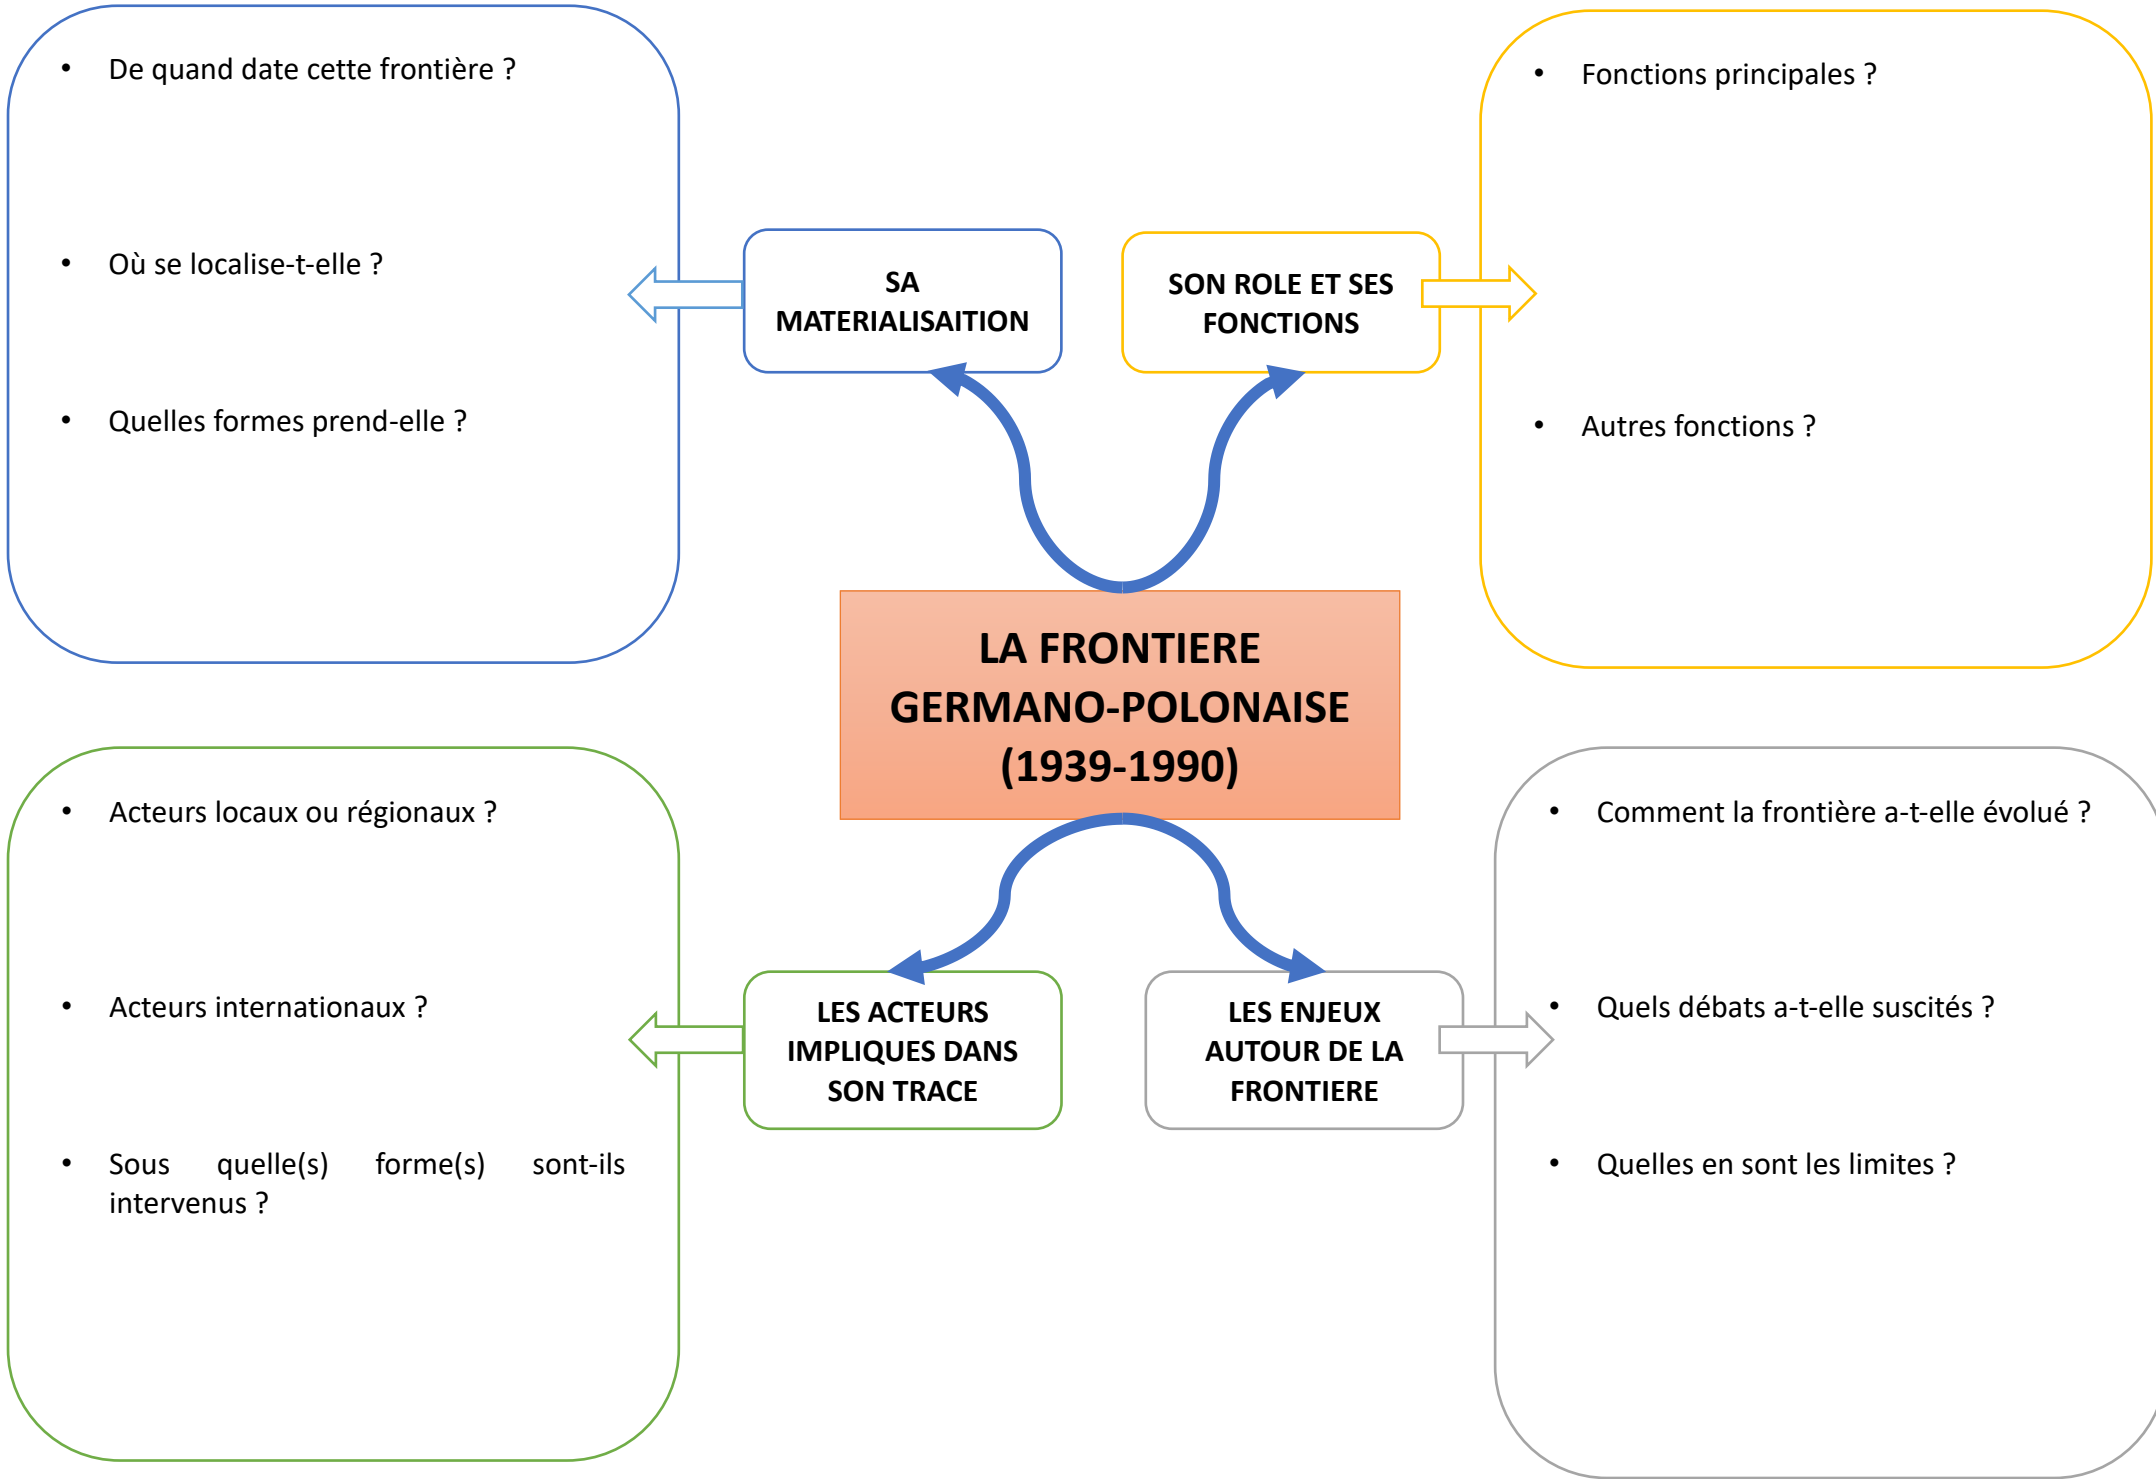 • De quand date cette frontière ?
• Où se localise-t-elle ?
• Quelles formes prend-elle ?
SA
MATERIALISAITION
SON ROLE ET SES
FONCTIONS
• Fonctions principales ?
• Autres fonctions ?
LA FRONTIERE
GERMANO-POLONAISE
(1939-1990)
• Acteurs locaux ou régionaux ?
• Acteurs internationaux ?
• Sous quelle(s) forme(s) sont-ils
intervenus ?
LES ACTEURS
IMPLIQUES DANS
SON TRACE
LES ENJEUX
AUTOUR DE LA
FRONTIERE
• Comment la frontière a-t-elle évolué ?
• Quels débats a-t-elle suscités ?
• Quelles en sont les limites ?